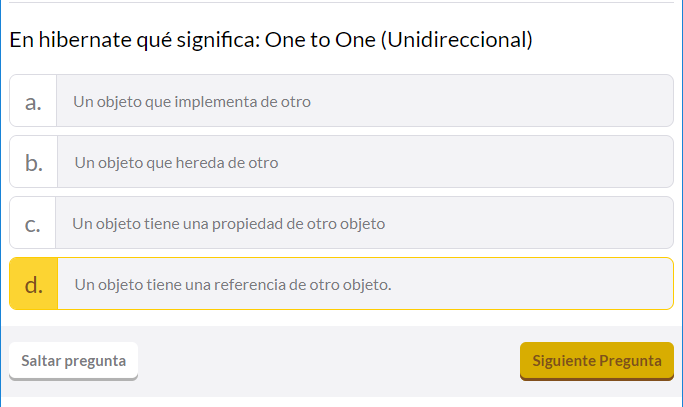 En hibernate qué significa: One to One (Unidireccional)
a. Un objeto que implementa de otro
b. Un objeto que hereda de otro
c. Un objeto tiene una propiedad de otro objeto
d. Un objeto tiene una referencia de otro objeto.
Saltar pregunta Siguiente Pregunta